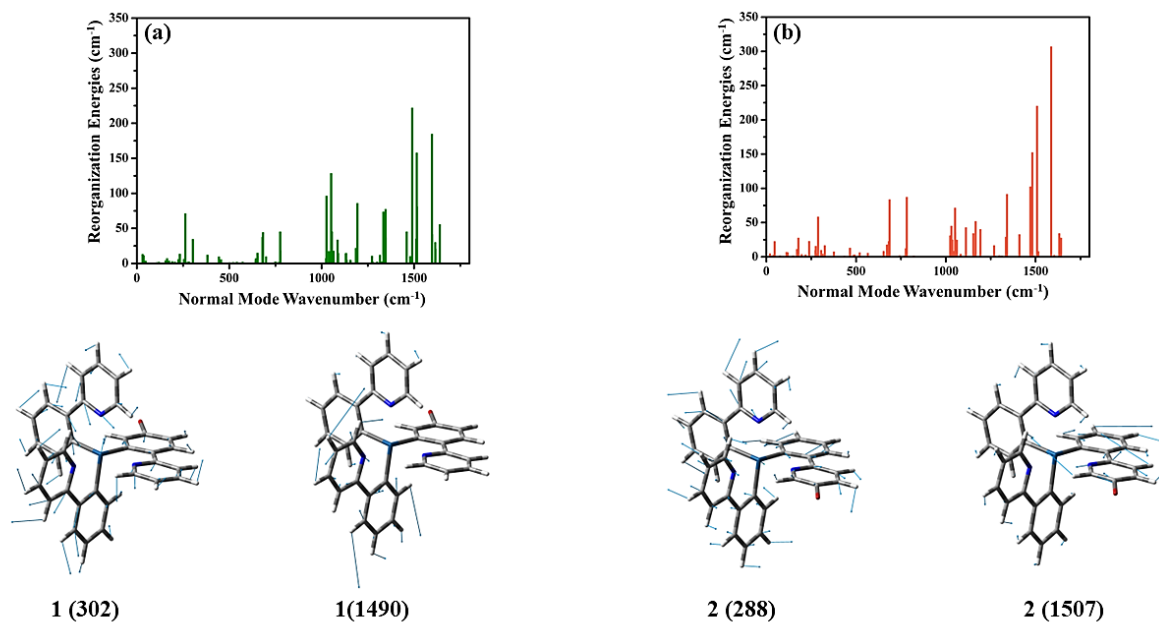 (a)
Reorganization Energies (cm⁻¹)
350
300
250
200
150
100
50
0
0 500 1000 1500
Normal Mode Wavenumber (cm⁻¹)
(b)
Reorganization Energies (cm⁻¹)
350
300
250
200
150
100
50
0
0 500 1000 1500
Normal Mode Wavenumber (cm⁻¹)
1 (302) 1(1490) 2 (288) 2 (1507)